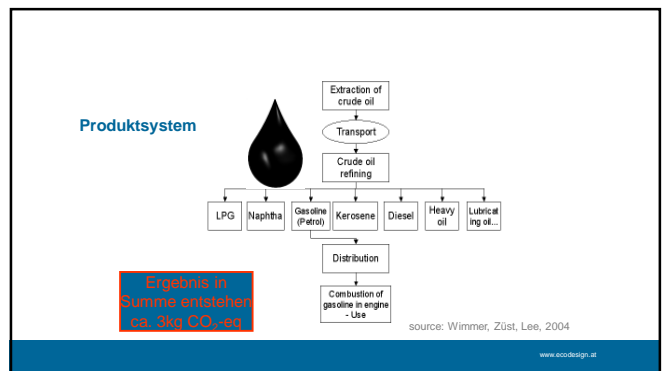 Produktsystem
Extraction of
crude oil
Transport
Crude oil
refining
LPG
Naphtha
Gasoline
(Petrol)
Kerosene
Diesel
Heavy
oil
Lubricat
ing oil...
Distribution
Combustion of
gasoline in engine
- Use
Ergebnis in
Summe entstehen
ca. 3kg CO₂-eq
source: Wimmer, Züst, Lee, 2004
www.ecodesign.at